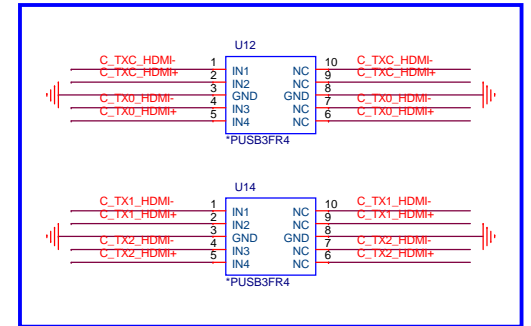 U12
C_TXC_HDMI- 1 IN1 NC 10 C_TXC_HDMI-
C_TXC_HDMI+ 2 IN2 NC 9 C_TXC_HDMI+
3 GND GND 8
C_TX0_HDMI- 4 IN3 NC 7 C_TX0_HDMI-
C_TX0_HDMI+ 5 IN4 NC 6 C_TX0_HDMI+
*PUSB3FR4
U14
C_TX1_HDMI- 1 IN1 NC 10 C_TX1_HDMI-
C_TX1_HDMI+ 2 IN2 NC 9 C_TX1_HDMI+
3 GND GND 8
C_TX2_HDMI- 4 IN3 NC 7 C_TX2_HDMI-
C_TX2_HDMI+ 5 IN4 NC 6 C_TX2_HDMI+
*PUSB3FR4